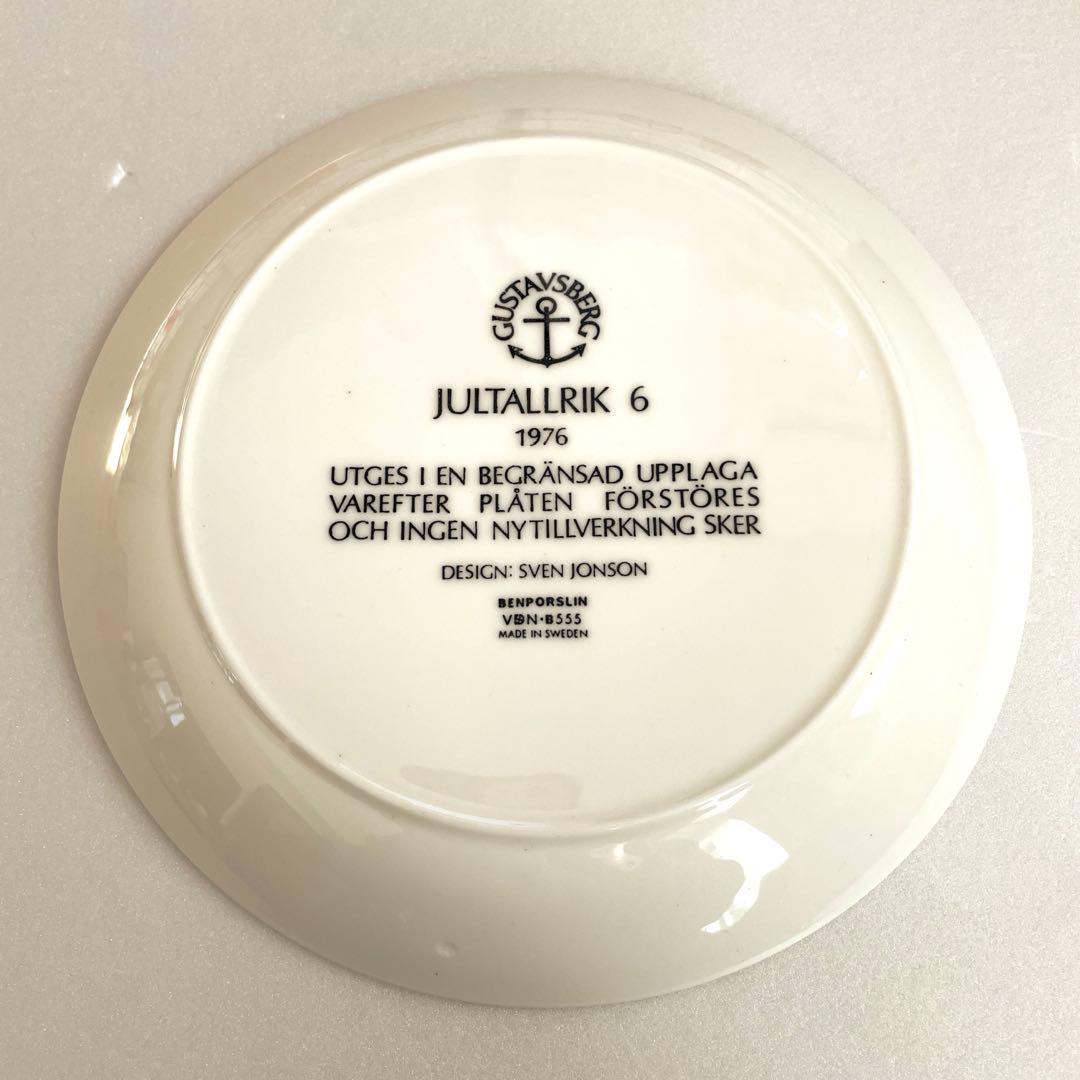 GUSTAVSBERG
JULTALLRIK 6
1976
UTGES I EN BEGRÄNSAD UPPLAGA
VAREFTER PLÅTEN FÖRSTÖRES
OCH INGEN NYTILLVERKNING SKER
DESIGN: SVEN JONSON
BENPORSLIN
VDN·B555
MADE IN SWEDEN